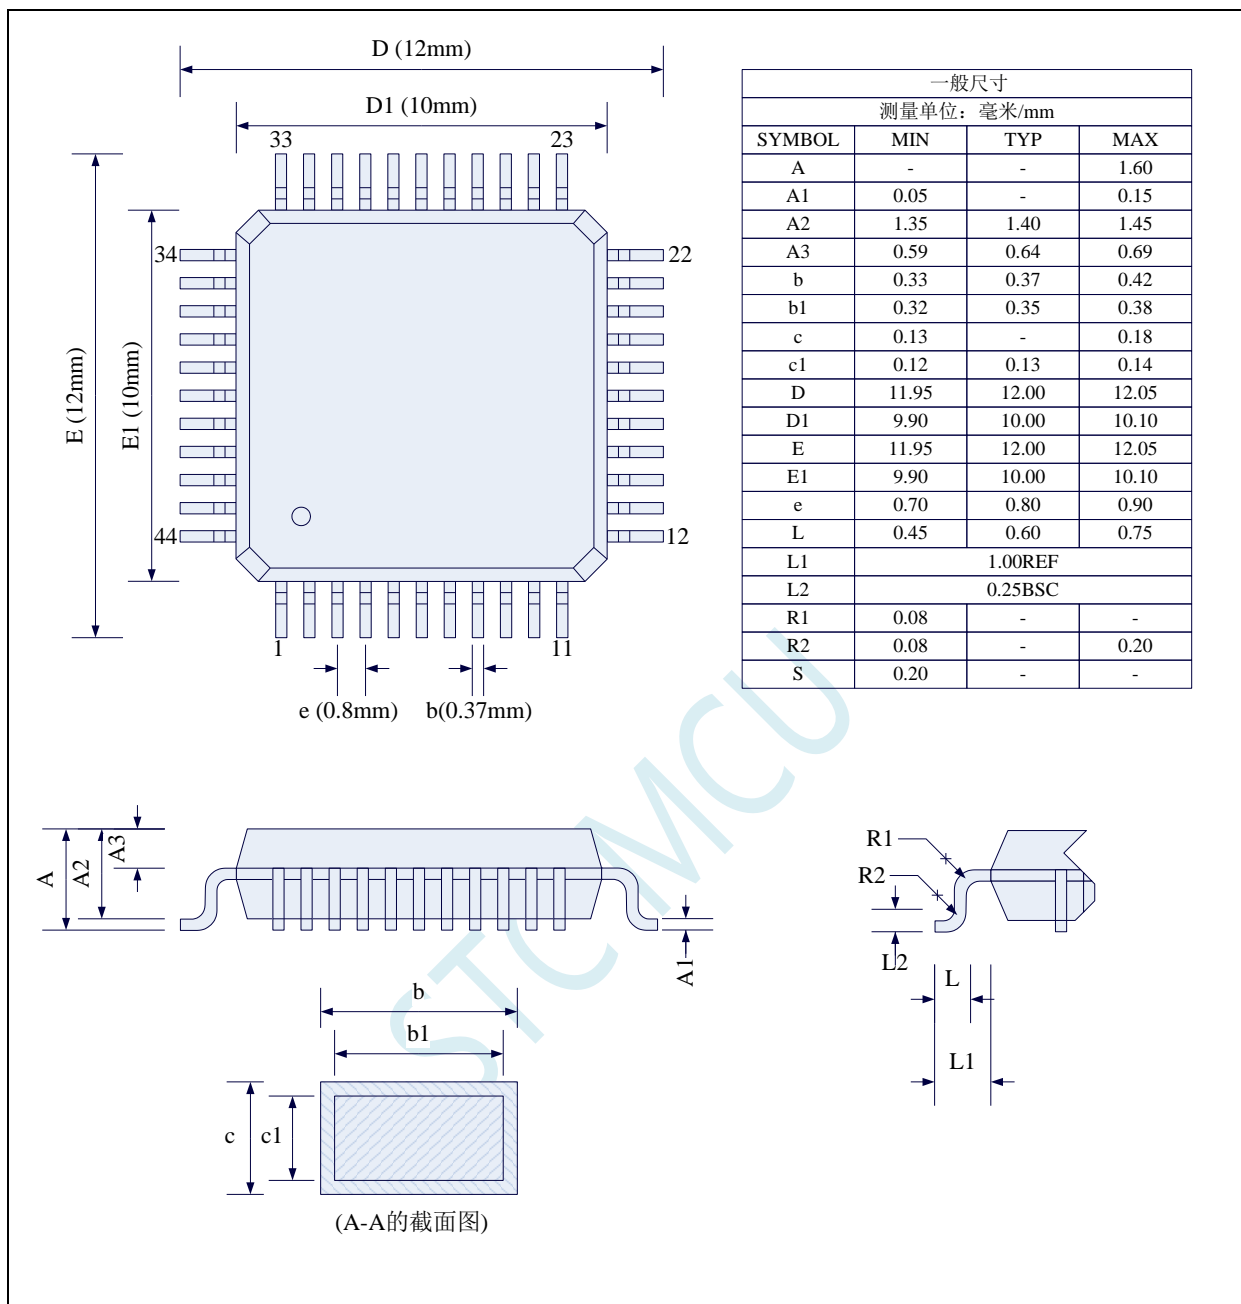 D (12mm)
D1 (10mm)
33 23
34 22
E (12mm)
E1 (10mm)
44 12
1 11
e (0.8mm) b(0.37mm)
一般尺寸
测量单位：毫米/mm
SYMBOL MIN TYP MAX
A - - 1.60
A1 0.05 - 0.15
A2 1.35 1.40 1.45
A3 0.59 0.64 0.69
b 0.33 0.37 0.42
b1 0.32 0.35 0.38
c 0.13 - 0.18
c1 0.12 0.13 0.14
D 11.95 12.00 12.05
D1 9.90 10.00 10.10
E 11.95 12.00 12.05
E1 9.90 10.00 10.10
e 0.70 0.80 0.90
L 0.45 0.60 0.75
L1 1.00REF
L2 0.25BSC
R1 0.08 - -
R2 0.08 - 0.20
S 0.20 - -
A
A2
A3
A1
R1
R2
L2
L
L1
b
b1
c
c1
(A-A的截面图)
STCMCU